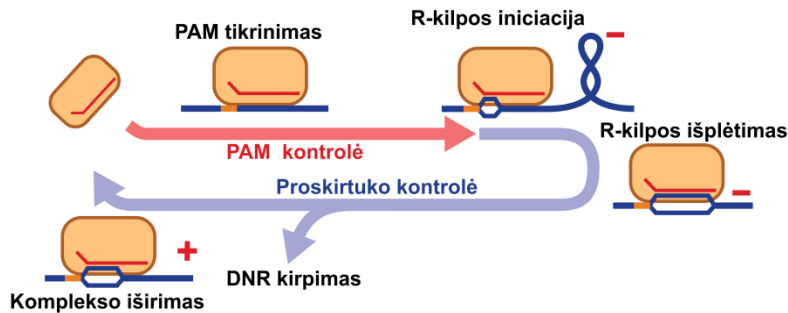 PAM tikrinimas
R-kilpos iniciacija
R-kilpos išplėtimas
PAM kontrolė
Proskirtuko kontrolė
DNR kirpimas
Komplekso iširimas